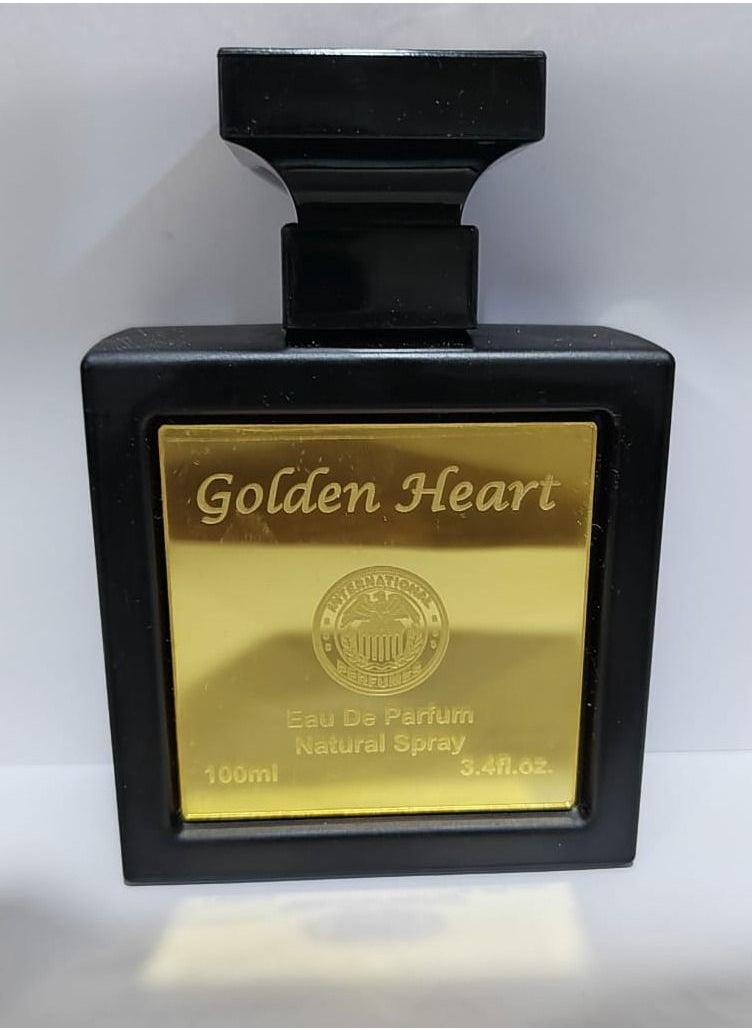 Golden Heart
INTERNATIONAL
PERFUMES
Eau De Parfum
Natural Spray
100ml
3.4fl.oz.